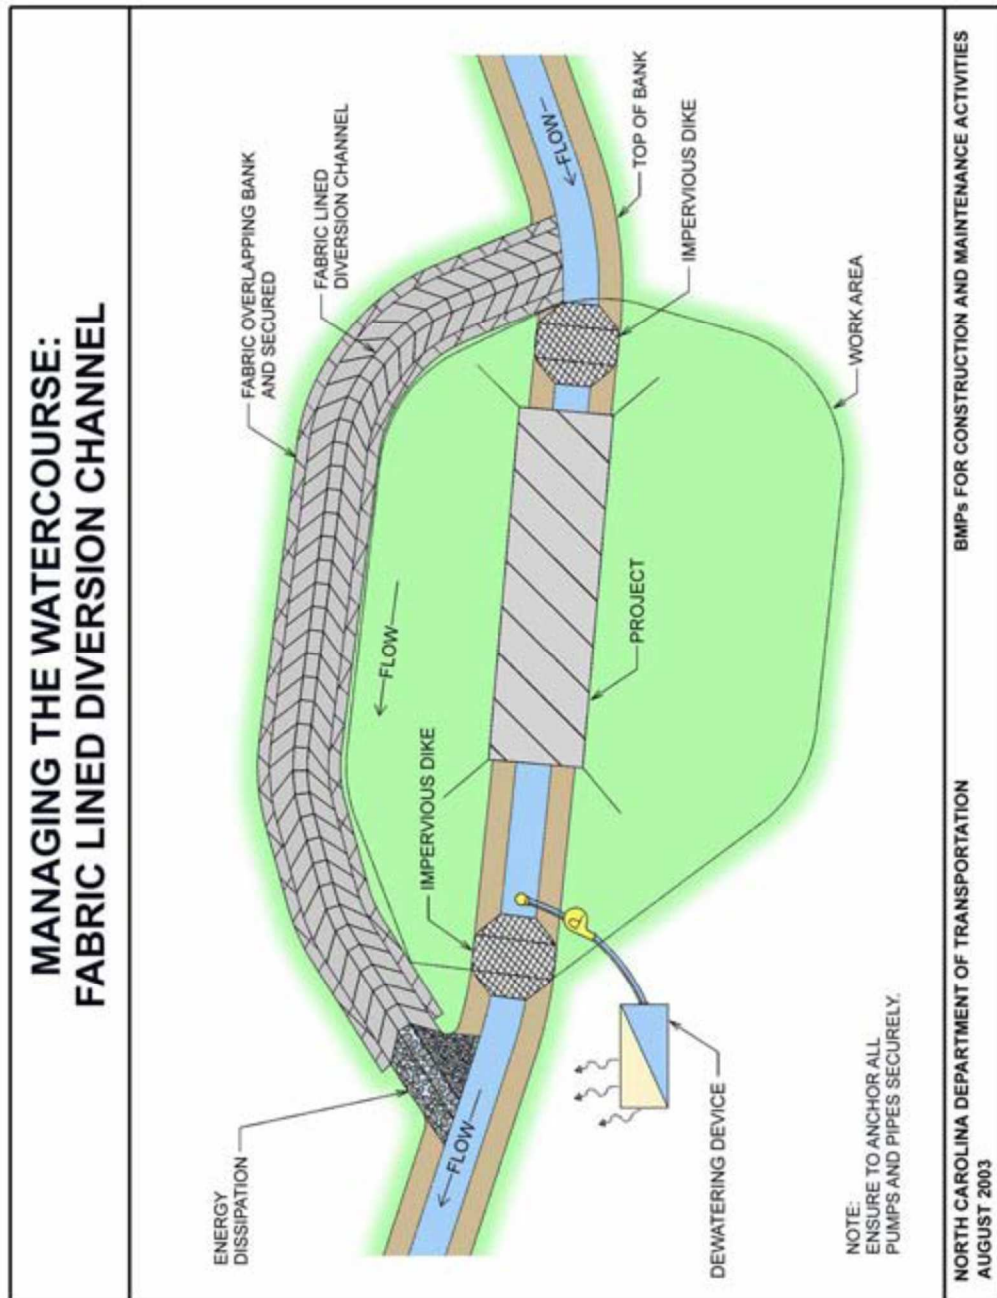 MANAGING THE WATERCOURSE:
FABRIC LINED DIVERSION CHANNEL
ENERGY
DISSIPATION
FABRIC OVERLAPPING BANK
AND SECURED
FABRIC LINED
DIVERSION CHANNEL
FLOW
IMPERVIOUS DIKE
FLOW
FLOW
PROJECT
TOP OF BANK
IMPERVIOUS DIKE
WORK AREA
DEWATERING DEVICE
NOTE:
ENSURE TO ANCHOR ALL
PUMPS AND PIPES SECURELY.
NORTH CAROLINA DEPARTMENT OF TRANSPORTATION
AUGUST 2003
BMPs FOR CONSTRUCTION AND MAINTENANCE ACTIVITIES